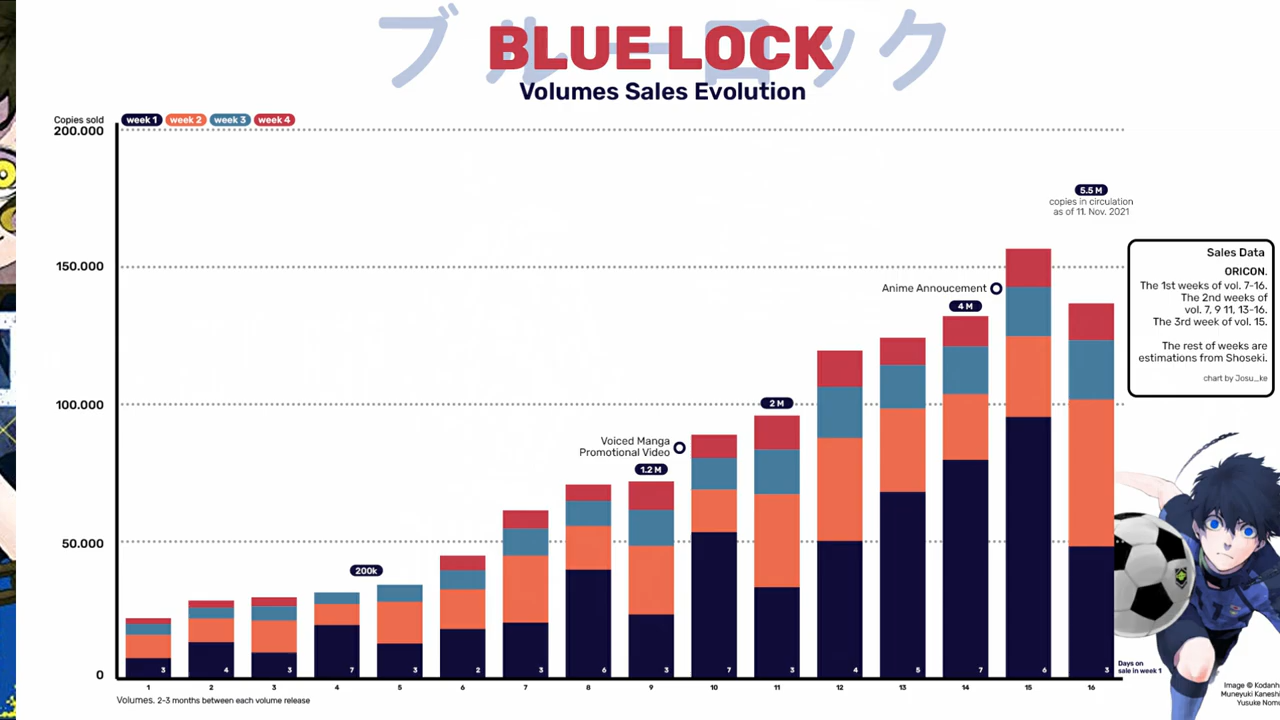 ブルーロック
BLUE LOCK
Volumes Sales Evolution
Copies sold
week 1 week 2 week 3 week 4
200.000
150.000
100.000
50.000
0
5.5 M
copies in circulation
as of 11. Nov. 2021
Anime Annoucement
4 M
2 M
Voiced Manga
Promotional Video
1.2 M
200k
Sales Data
ORICON.
The 1st weeks of vol. 7-16.
The 2nd weeks of
vol. 7, 9 11, 13-16.
The 3rd week of vol. 15.
The rest of weeks are
estimations from Shoseki.
chart by Josu_ke
3 4 3 7 3 2 3 6 3 7 3 4 5 7 6 3
Days on
sale in week 1
1 2 3 4 5 6 7 8 9 10 11 12 13 14 15 16
Volumes. 2-3 months between each volume release
Image © Kodansh
Muneyuki Kaneshi
Yusuke Nomu